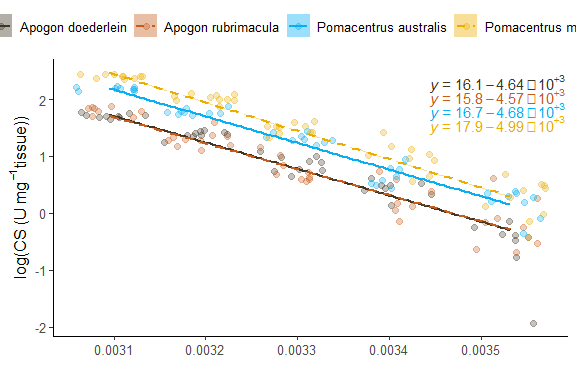 Apogon doederlein Apogon rubrimacula Pomacentrus australis Pomacentrus m
y = 16.1 – 4.64 □ 10⁺³
y = 15.8 – 4.57 □ 10⁺³
y = 16.7 – 4.68 □ 10⁺³
y = 17.9 – 4.99 □ 10⁺³
log(CS (U mg⁻¹tissue))
2
1
0
-1
-2
0.0031 0.0032 0.0033 0.0034 0.0035